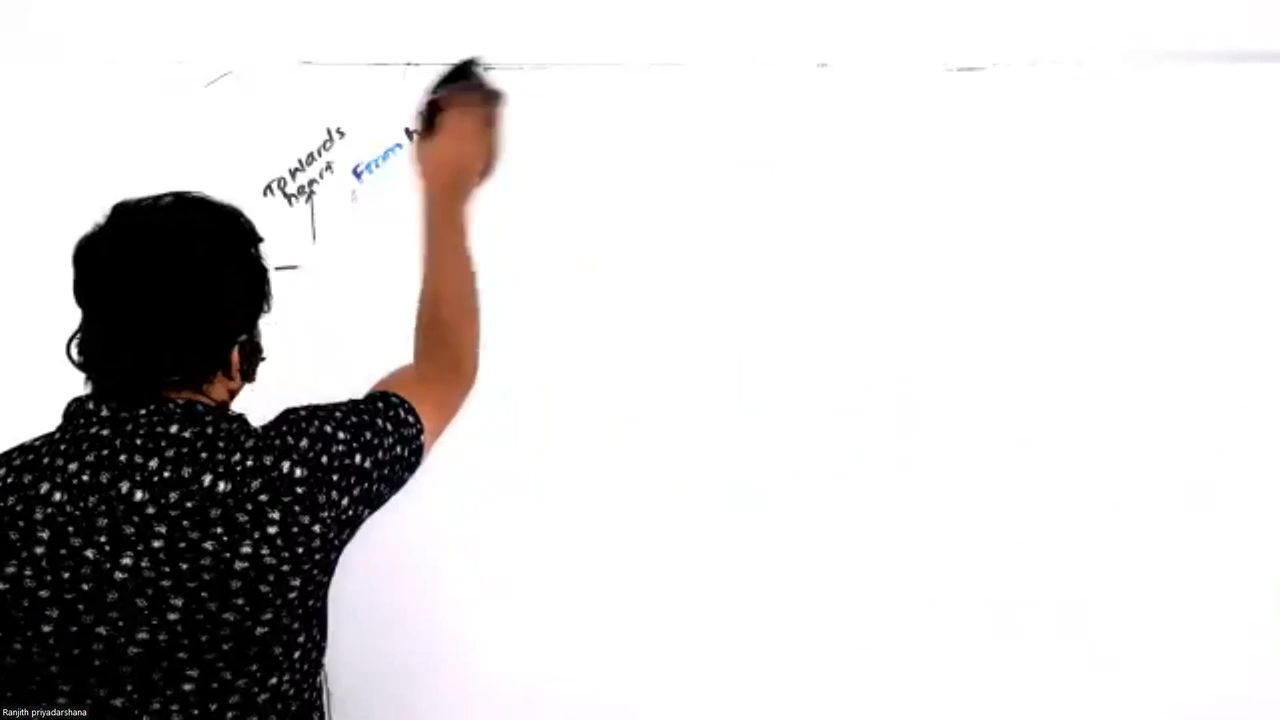 Towards
heart
From h
Ranjith priyadarshana